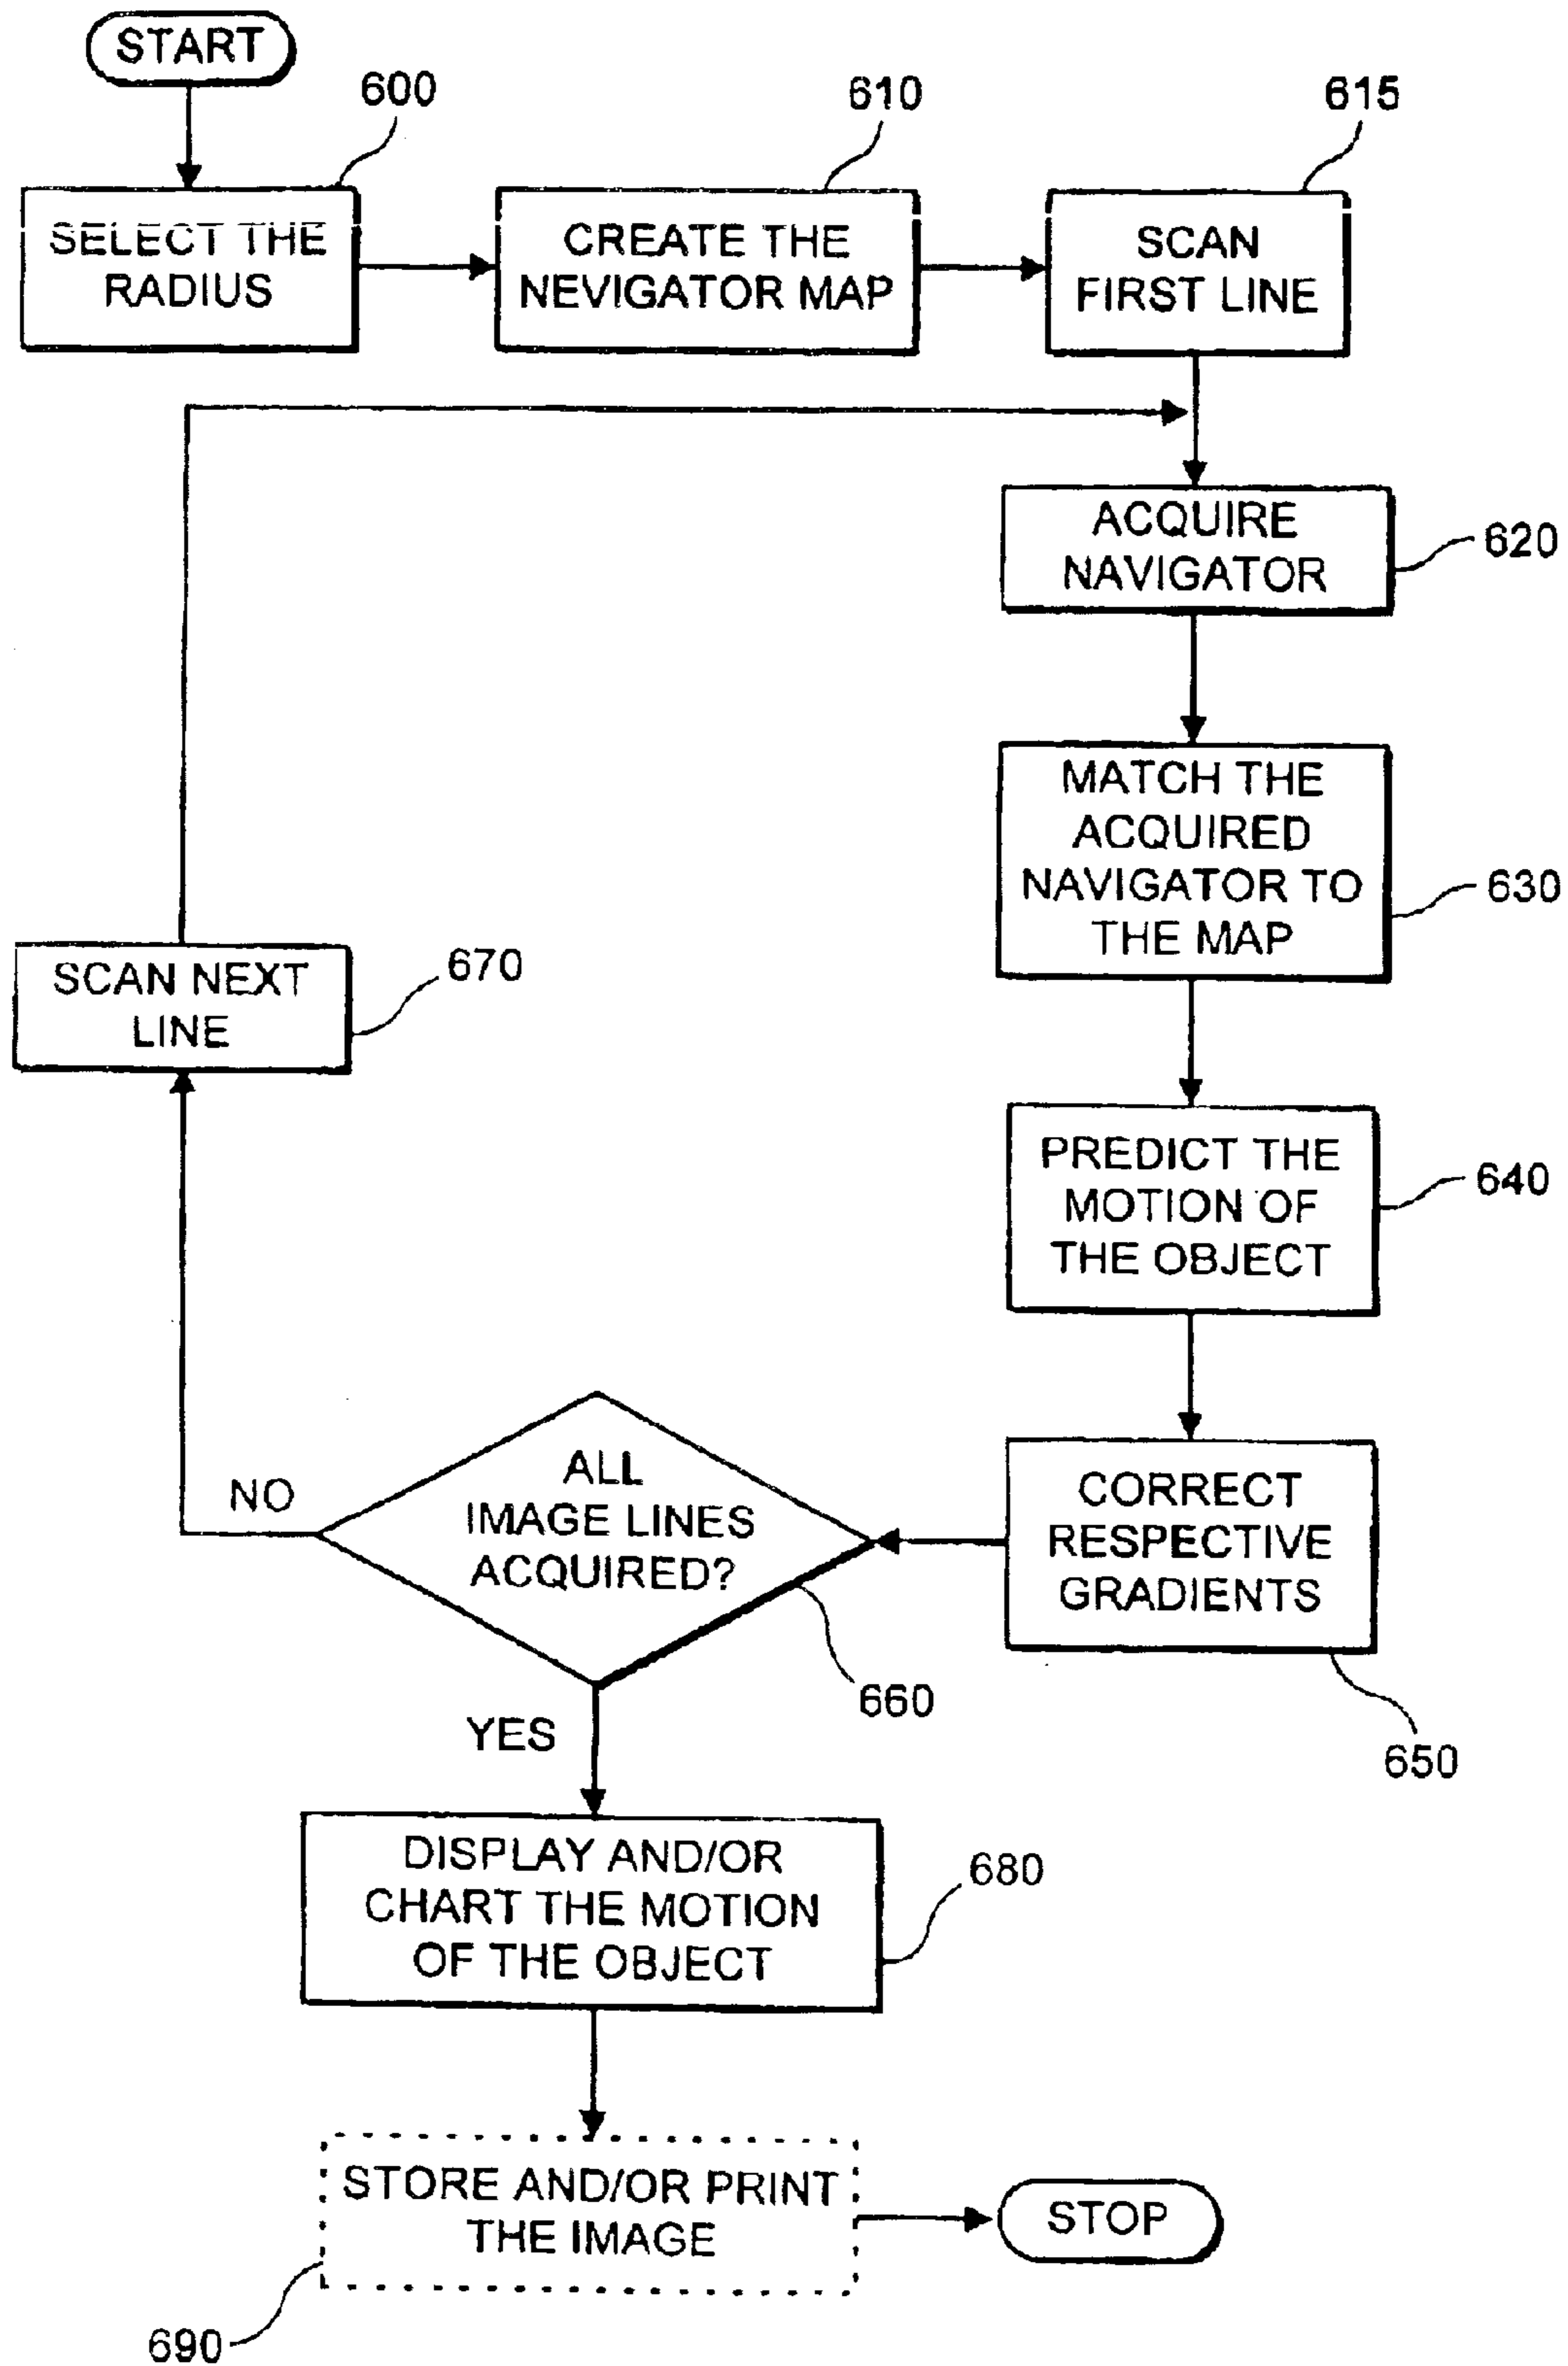 START
600
610
615
SELECT THE
RADIUS
CREATE THE
NEVIGATOR MAP
SCAN
FIRST LINE
ACQUIRE
NAVIGATOR
620
MATCH THE
ACQUIRED
NAVIGATOR TO
THE MAP
630
SCAN NEXT
LINE
670
PREDICT THE
MOTION OF
THE OBJECT
640
CORRECT
RESPECTIVE
GRADIENTS
650
ALL
IMAGE LINES
ACQUIRED?
660
NO
YES
DISPLAY AND/OR
CHART THE MOTION
OF THE OBJECT
680
STORE AND/OR PRINT
THE IMAGE
690
STOP